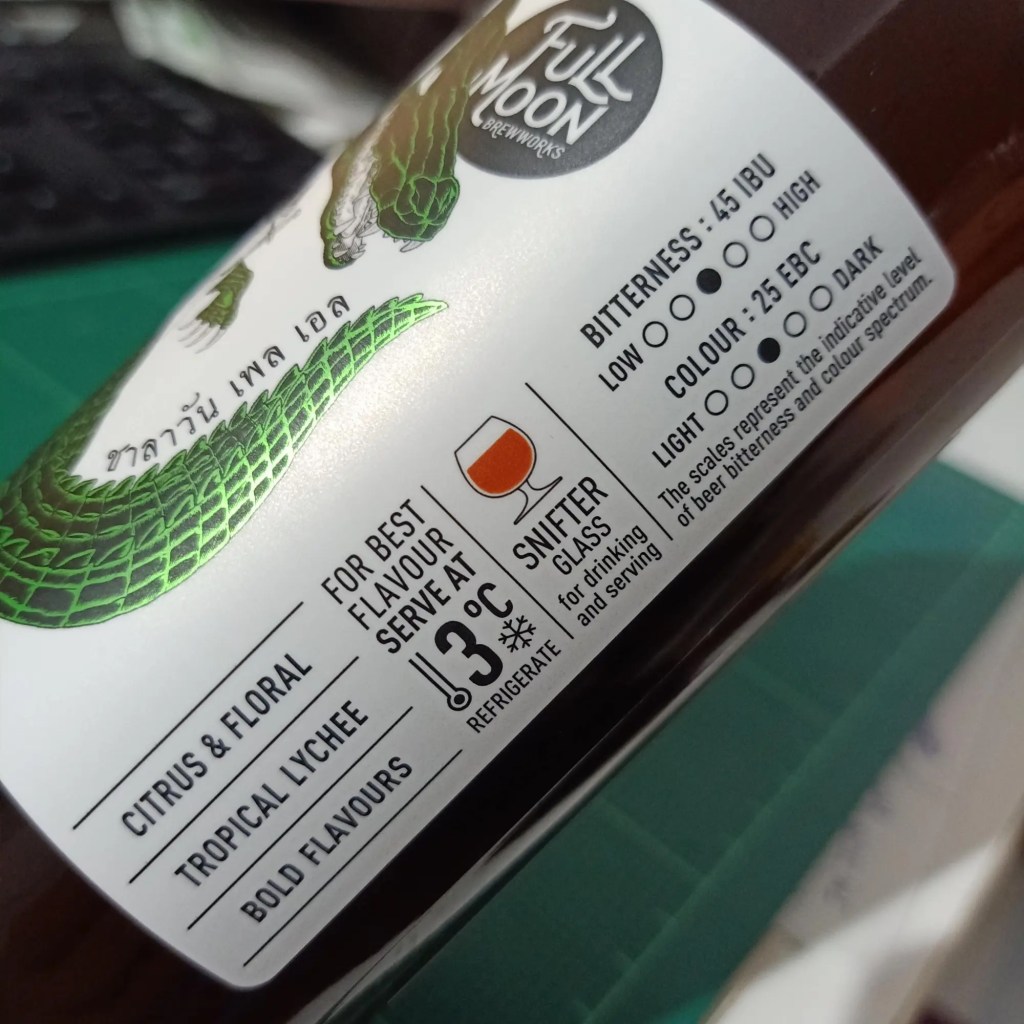 FULL
MOON
BREWWORKS
ชาลาวัน เพล เอล
CITRUS & FLORAL
TROPICAL LYCHEE
BOLD FLAVOURS
FOR BEST
FLAVOUR
SERVE AT
3°C
REFRIGERATE
SNIFTER
GLASS
for drinking
and serving
BITTERNESS : 45 IBU
LOW HIGH
COLOUR : 25 EBC
LIGHT DARK
The scales represent the indicative level
of beer bitterness and colour spectrum.